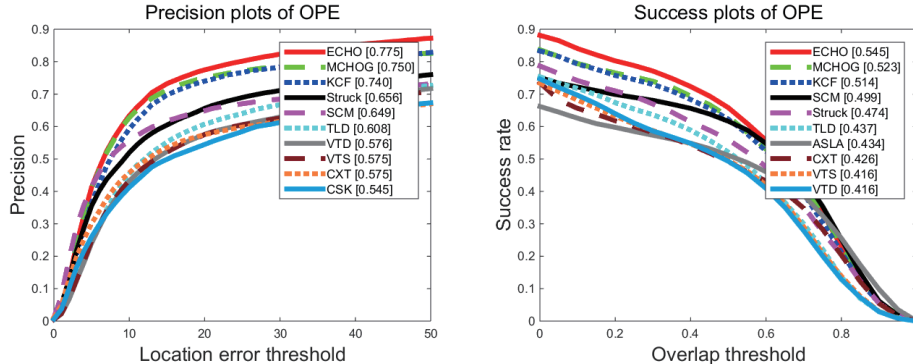 Precision plots of OPE
Precision
0.9
0.8
0.7
0.6
0.5
0.4
0.3
0.2
0.1
0
0 10 20 30 40 50
Location error threshold
ECHO [0.775]
MCHOG [0.750]
KCF [0.740]
Struck [0.656]
SCM [0.649]
TLD [0.608]
VTD [0.576]
VTS [0.575]
CXT [0.575]
CSK [0.545]
Success plots of OPE
Success rate
0.9
0.8
0.7
0.6
0.5
0.4
0.3
0.2
0.1
0
0 0.2 0.4 0.6 0.8
Overlap threshold
ECHO [0.545]
MCHOG [0.523]
KCF [0.514]
SCM [0.499]
Struck [0.474]
TLD [0.437]
ASLA [0.434]
CXT [0.426]
VTS [0.416]
VTD [0.416]